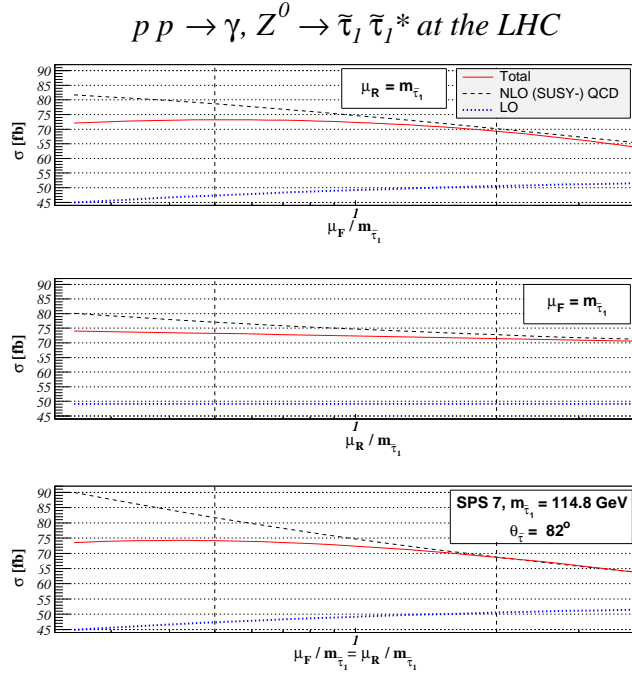 p p → γ, Z⁰ → τ̃₁ τ̃₁* at the LHC
σ [fb]
90
85
80
75
70
65
60
55
50
45
μ_R = m_τ̃₁
Total
NLO (SUSY-) QCD
LO
1
μ_F / m_τ̃₁
σ [fb]
90
85
80
75
70
65
60
55
50
45
μ_F = m_τ̃₁
1
μ_R / m_τ̃₁
σ [fb]
90
85
80
75
70
65
60
55
50
45
SPS 7, m_τ̃₁ = 114.8 GeV
θ_τ̃ = 82°
1
μ_F / m_τ̃₁ = μ_R / m_τ̃₁